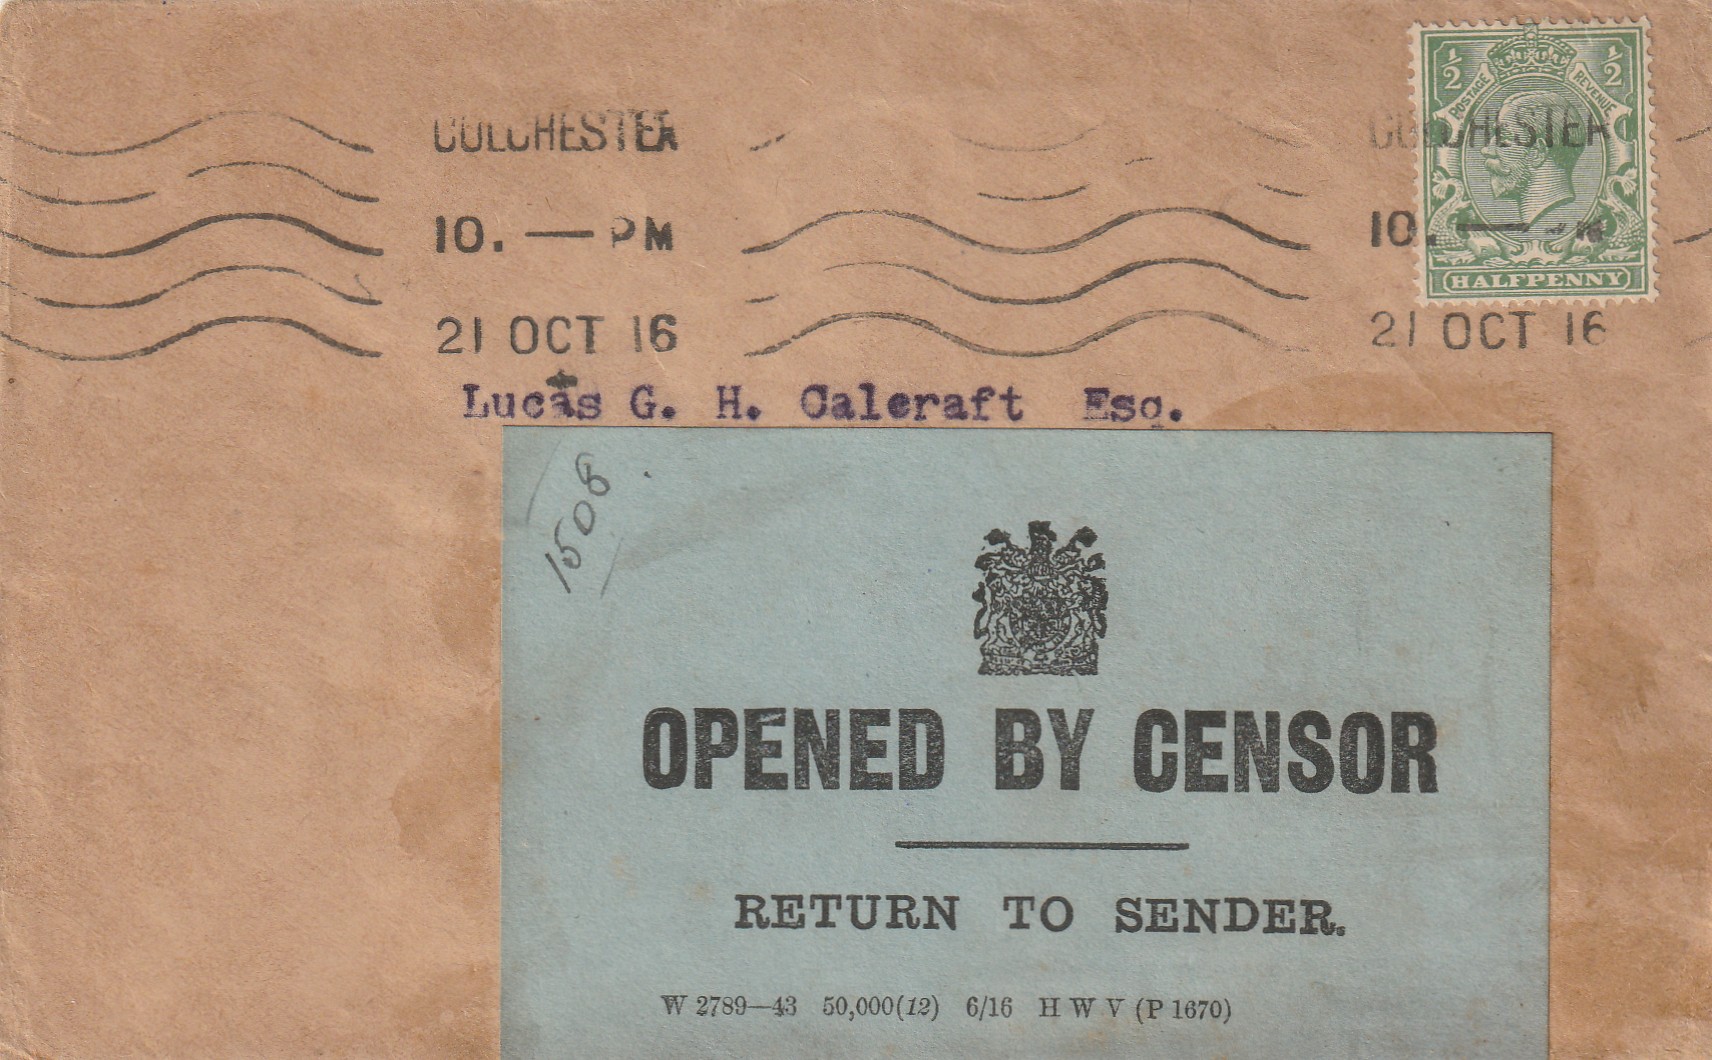 COLCHESTER
10. — PM
21 OCT 16
COLCHESTER
10. —
21 OCT 16
½ ½
POSTAGE REVENUE
HALFPENNY
Lucas G. H. Calcraft Esq.
1508
OPENED BY CENSOR
RETURN TO SENDER.
W 2789—43 50,000(12) 6/16 H W V (P 1670)